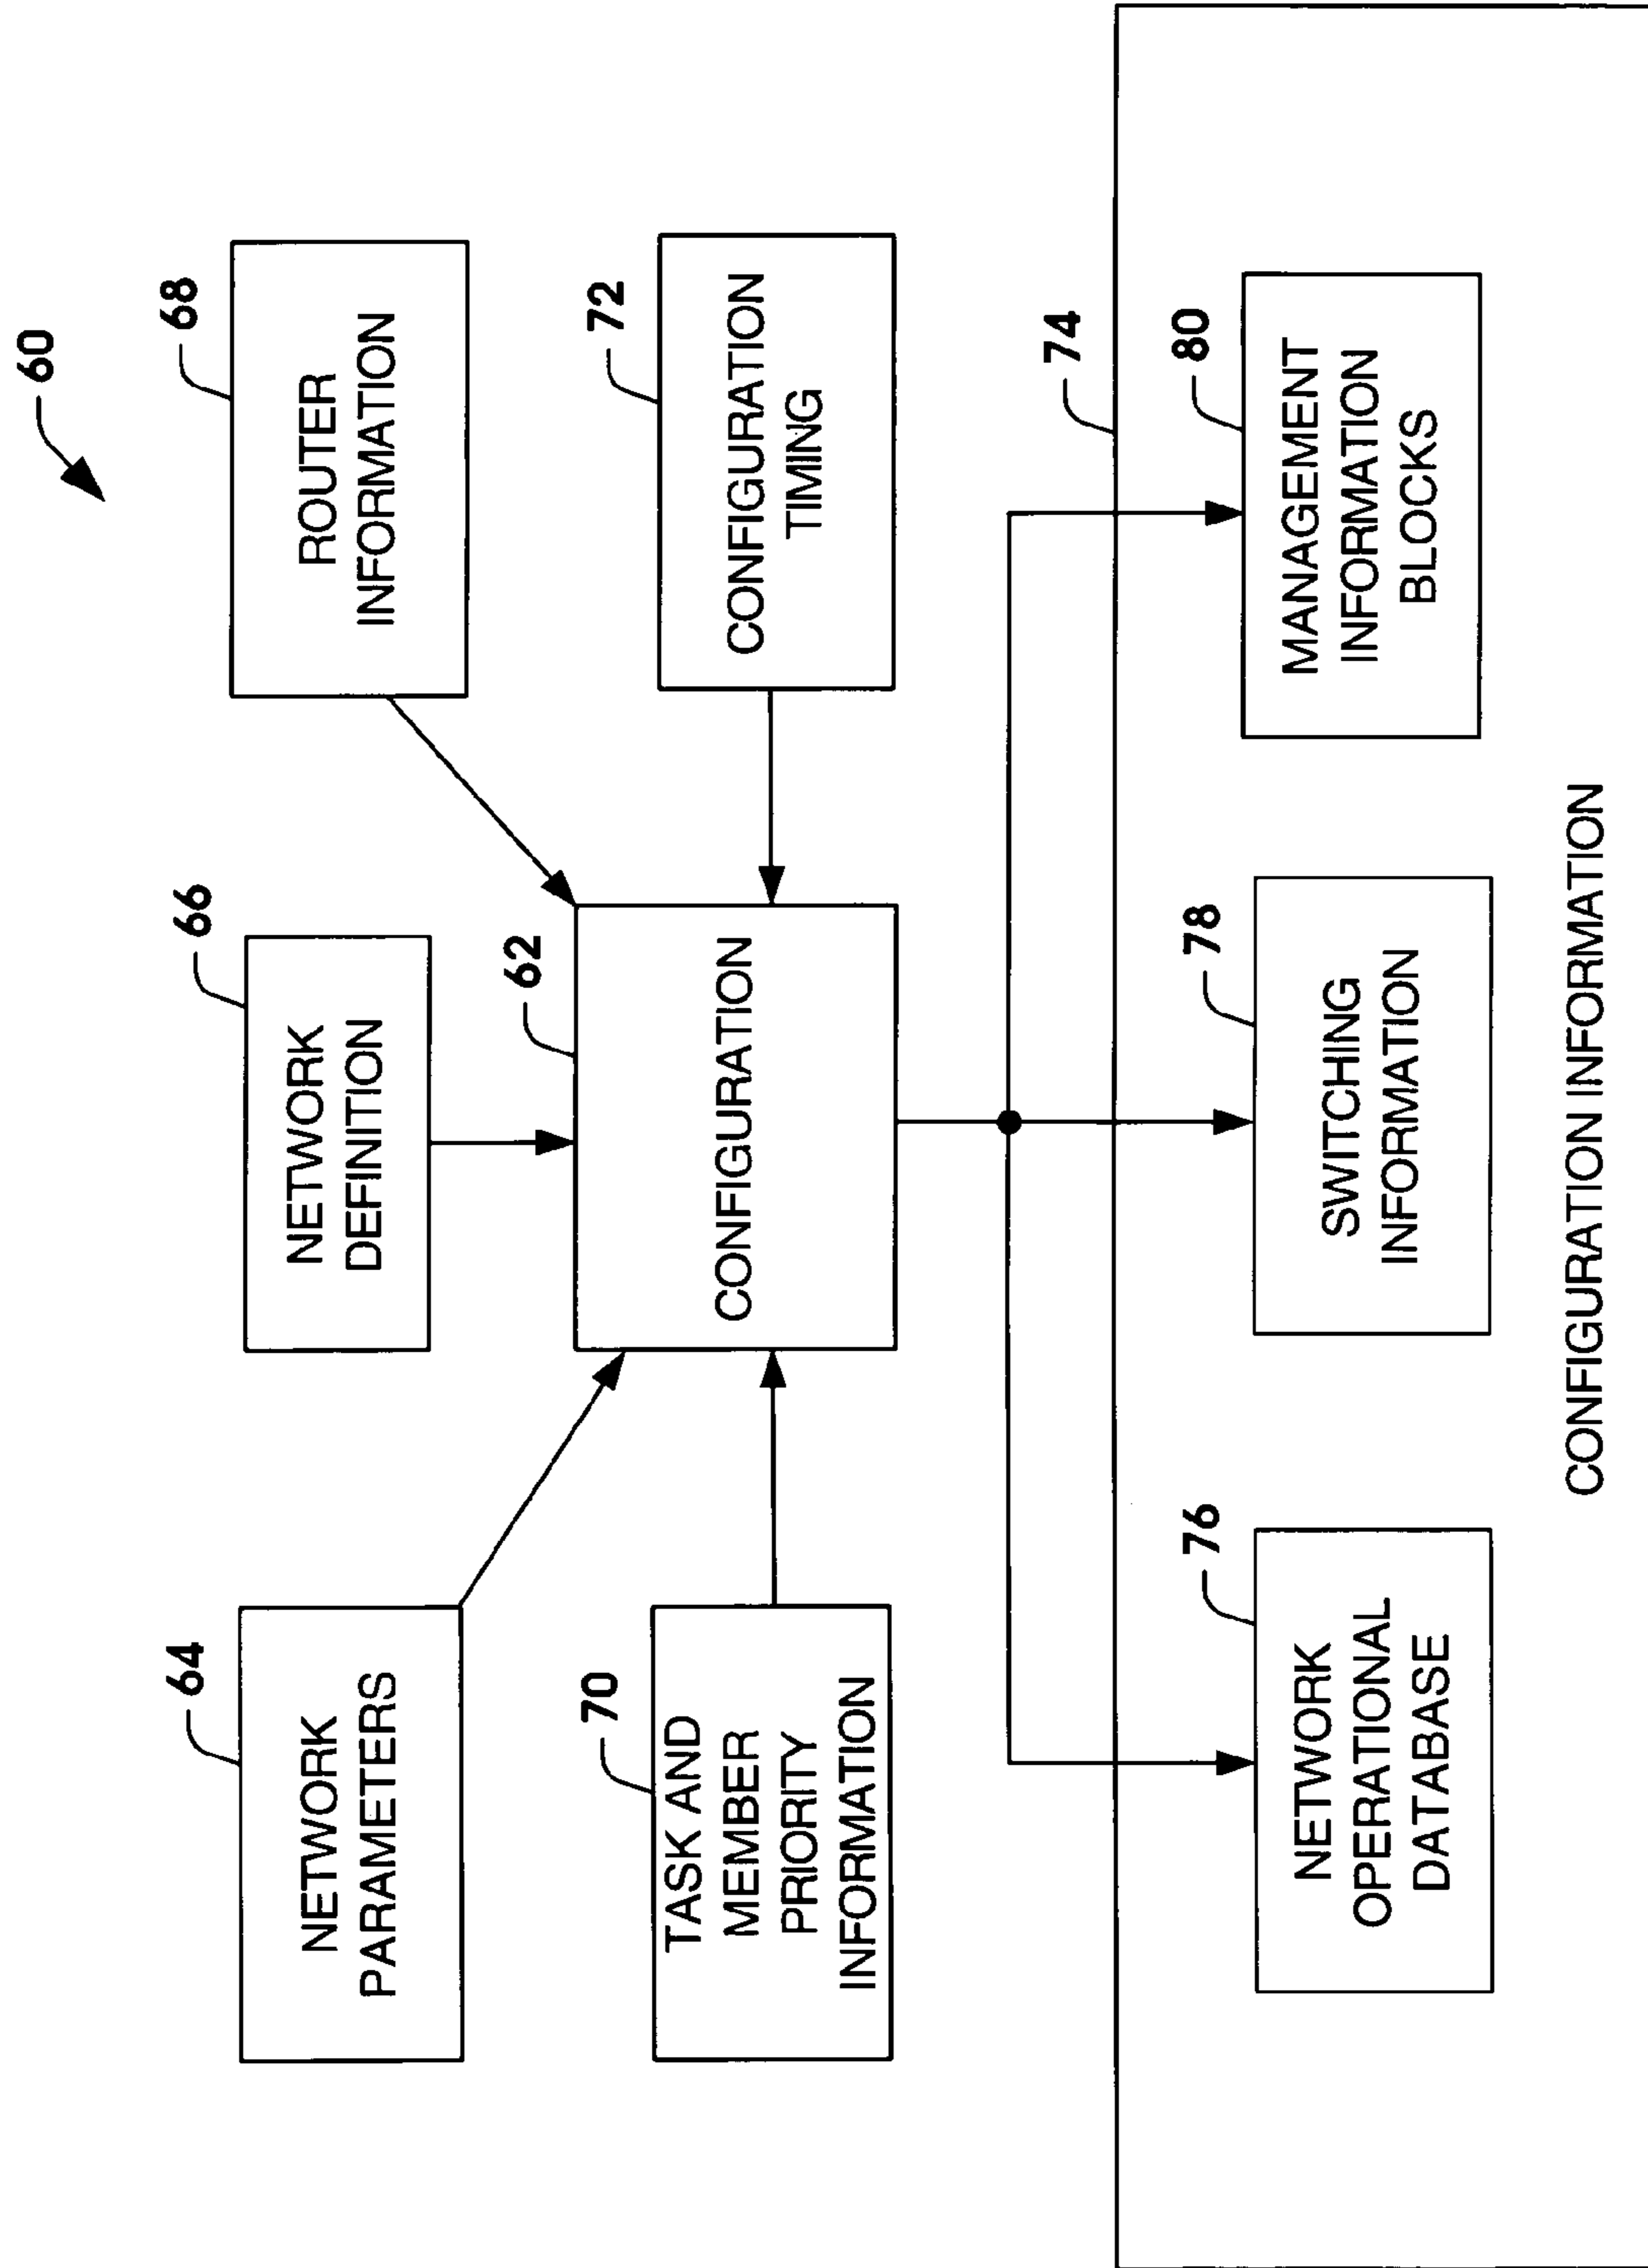 60
64
NETWORK
PARAMETERS
66
NETWORK
DEFINITION
68
ROUTER
INFORMATION
70
TASK AND
MEMBER
PRIORITY
INFORMATION
62
CONFIGURATION
72
CONFIGURATION
TIMING
74
76
NETWORK
OPERATIONAL
DATABASE
78
SWITCHING
INFORMATION
80
MANAGEMENT
INFORMATION
BLOCKS
CONFIGURATION INFORMATION